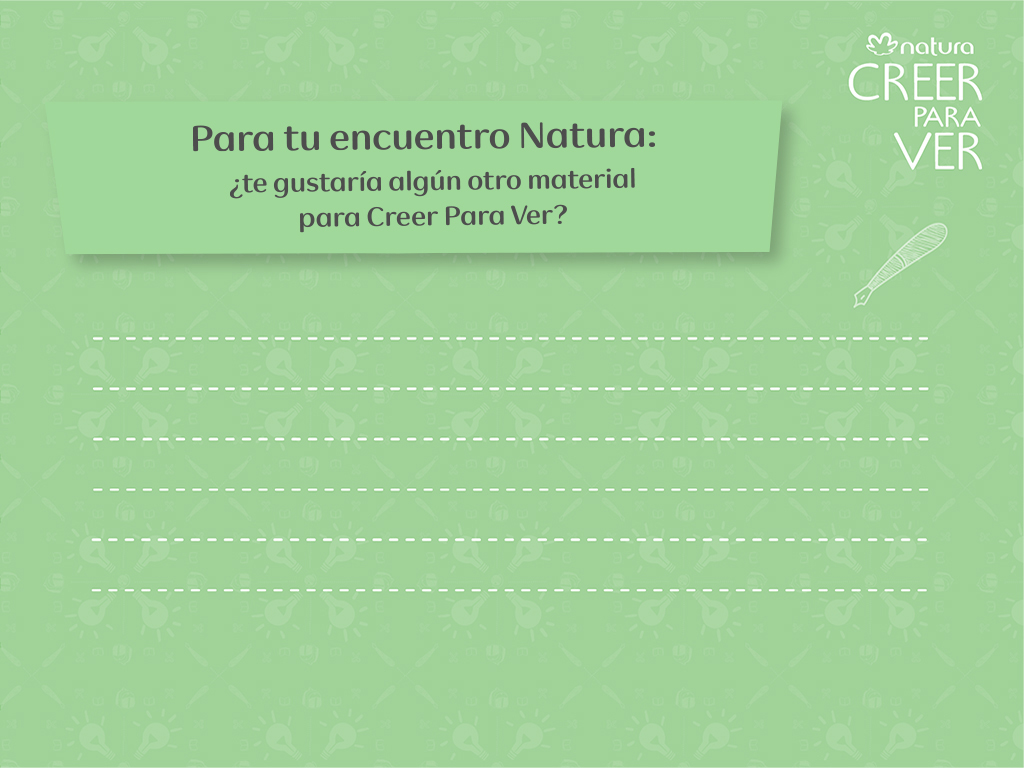 natura
CREER
PARA
VER
Para tu encuentro Natura:
¿te gustaría algún otro material
para Creer Para Ver?